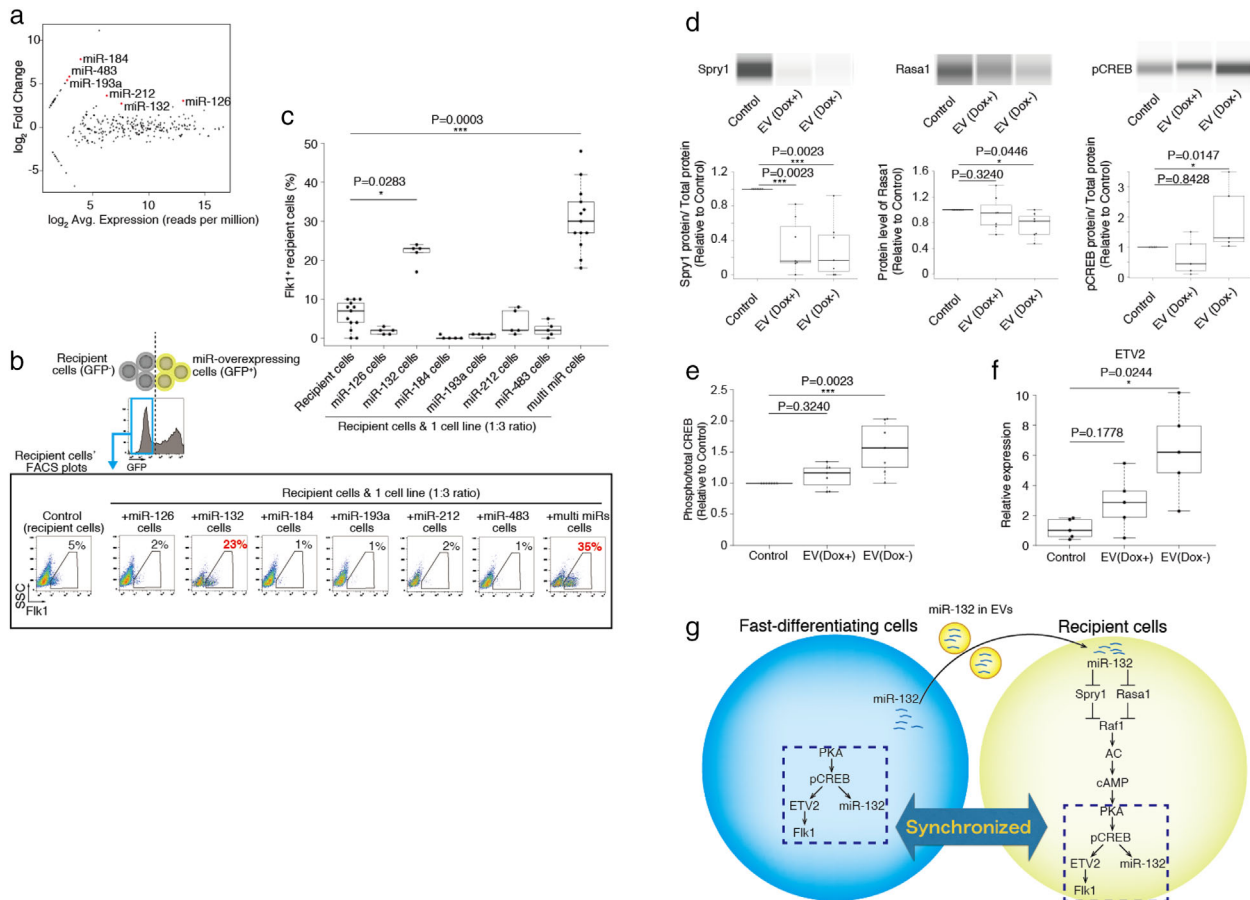 a
10
5
0
-5
5
10
15
log2 Fold Change
log2 Avg. Expression (reads per million)
miR-184
miR-483
miR-193a
miR-212
miR-132
miR-126
b
Recipient
cells (GFP-)
miR-overexpressing
cells (GFP+)
GFP
Recipient cells'
FACS plots
Recipient cells & 1 cell line (1:3 ratio)
Control
(recipient cells)
+miR-126
cells
+miR-132
cells
+miR-184
cells
+miR-193a
cells
+miR-212
cells
+miR-483
cells
+multi miRs
cells
5%
2%
23%
1%
1%
2%
1%
35%
SSC
Flk1
c
P=0.0003
***
P=0.0283
*
Flk1+ recipient cells (%)
50
40
30
20
10
0
Recipient cells
miR-126 cells
miR-132 cells
miR-184 cells
miR-193a cells
miR-212 cells
miR-483 cells
multi miR cells
Recipient cells & 1 cell line (1:3 ratio)
d
Spry1
Control
EV (Dox+)
EV (Dox-)
Rasa1
Control
EV (Dox+)
EV (Dox-)
pCREB
Control
EV (Dox+)
EV (Dox-)
P=0.0023
***
P=0.0023
***
Spry1 protein/ Total protein
(Relative to Control)
1.2
1.0
0.8
0.6
0.4
0.2
0
Control
EV (Dox+)
EV (Dox-)
P=0.0446
*
P=0.3240
Protein level of Rasa1
(Relative to Control)
Control
EV (Dox+)
EV (Dox-)
P=0.0147
*
P=0.8428
pCREB protein/ Total protein
(Relative to Control)
4
3
2
1
0
Control
EV (Dox+)
EV (Dox-)
e
P=0.0023
***
P=0.3240
Phospho/total CREB
(Relative to Control)
2.5
2.0
1.5
1.0
0.5
0
Control
EV(Dox+)
EV(Dox-)
f
ETV2
P=0.0244
*
P=0.1778
Relative expression
10
8
6
4
2
0
Control
EV(Dox+)
EV(Dox-)
g
miR-132 in EVs
Fast-differentiating cells
Recipient cells
miR-132
PKA
pCREB
ETV2
miR-132
Flk1
Synchronized
miR-132
Spry1
Rasa1
Raf1
AC
cAMP
PKA
pCREB
ETV2
miR-132
Flk1